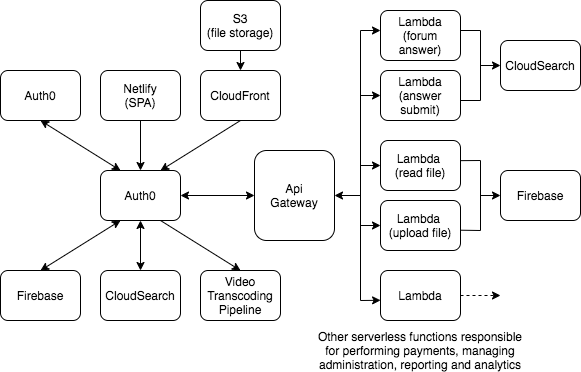 S3
(file storage)
Auth0
Netlify
(SPA)
CloudFront
Auth0
Api
Gateway
Firebase
CloudSearch
Video
Transcoding
Pipeline
Lambda
(forum
answer)
Lambda
(answer
submit)
CloudSearch
Lambda
(read file)
Lambda
(upload file)
Firebase
Lambda
Other serverless functions responsible
for performing payments, managing
administration, reporting and analytics